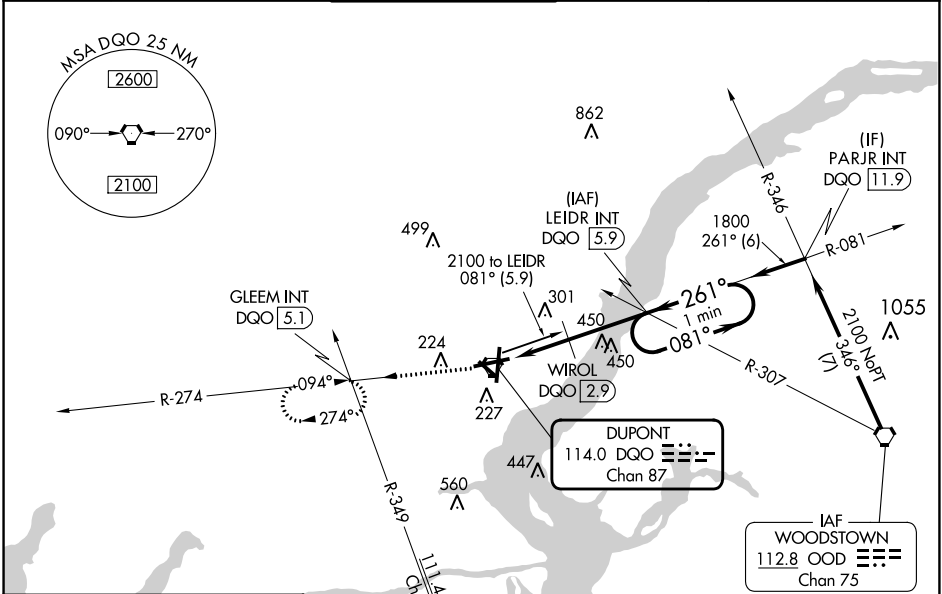 MSA DQO 25 NM
2600
090°
270°
2100
862
(IF)
PARJR INT
DQO 11.9
R-346
(IAF)
LEIDR INT
DQO 5.9
1800
261° (6)
R-081
499
2100 to LEIDR
081° (5.9)
GLEEM INT
DQO 5.1
301
261°
1 min
081°
1055
2100 NoPT
346°
(7)
224
450
450
WIROL
DQO 2.9
R-307
R-274
094°
274°
227
DUPONT
114.0 DQO
Chan 87
447
560
R-349
IAF
WOODSTOWN
112.8 OOD
Chan 75
111.4
Ch